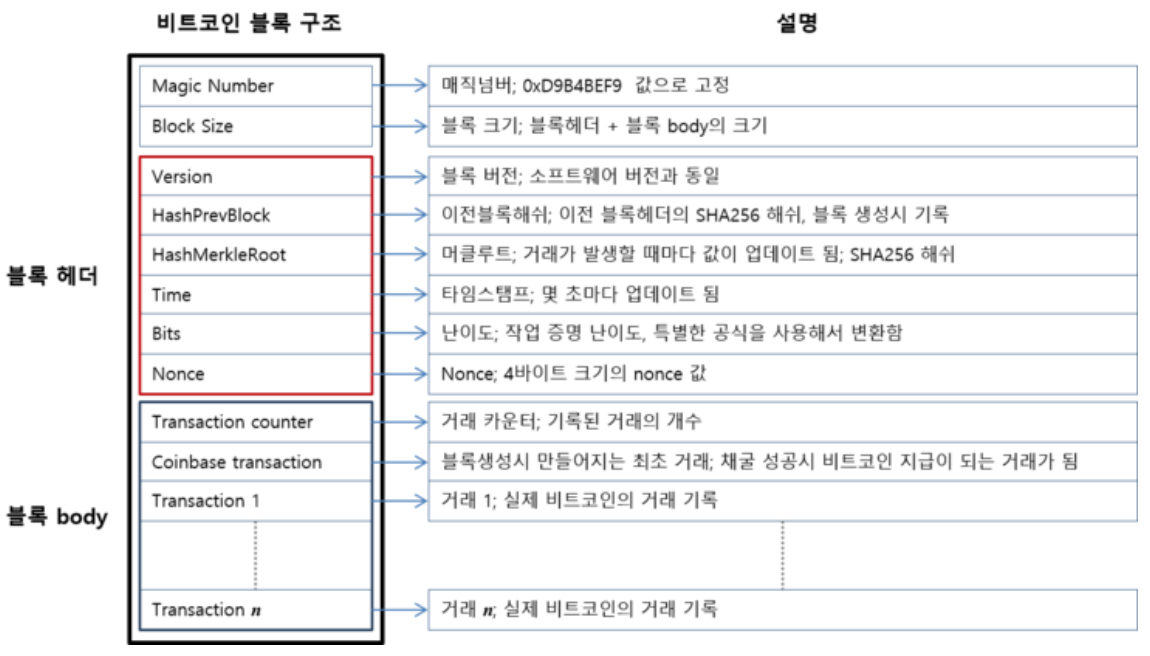 비트코인 블록 구조 설명
Magic Number 매직넘버; 0xD9B4BEF9 값으로 고정
Block Size 블록 크기; 블록헤더 + 블록 body의 크기
블록 헤더
Version 블록 버전; 소프트웨어 버전과 동일
HashPrevBlock 이전블록해쉬; 이전 블록헤더의 SHA256 해쉬, 블록 생성시 기록
HashMerkleRoot 머클루트; 거래가 발생할 때마다 값이 업데이트 됨; SHA256 해쉬
Time 타임스탬프; 몇 초마다 업데이트 됨
Bits 난이도; 작업 증명 난이도, 특별한 공식을 사용해서 변환함
Nonce Nonce; 4바이트 크기의 nonce 값
블록 body
Transaction counter 거래 카운터; 기록된 거래의 개수
Coinbase transaction 블록생성시 만들어지는 최초 거래; 채굴 성공시 비트코인 지급이 되는 거래가 됨
Transaction 1 거래 1; 실제 비트코인의 거래 기록
Transaction n 거래 n; 실제 비트코인의 거래 기록